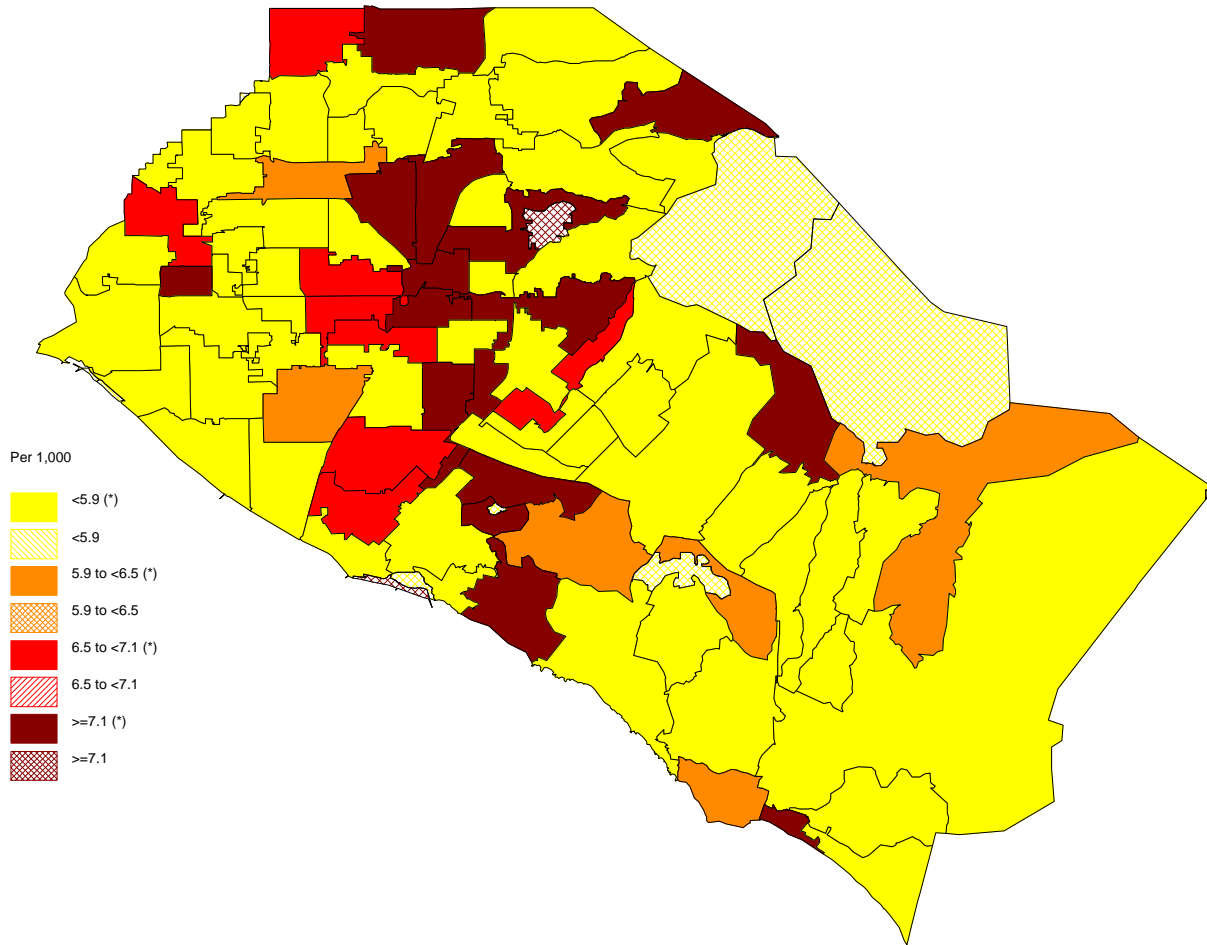 Per 1,000
<5.9 (*)
<5.9
5.9 to <6.5 (*)
5.9 to <6.5
6.5 to <7.1 (*)
6.5 to <7.1
>=7.1 (*)
>=7.1